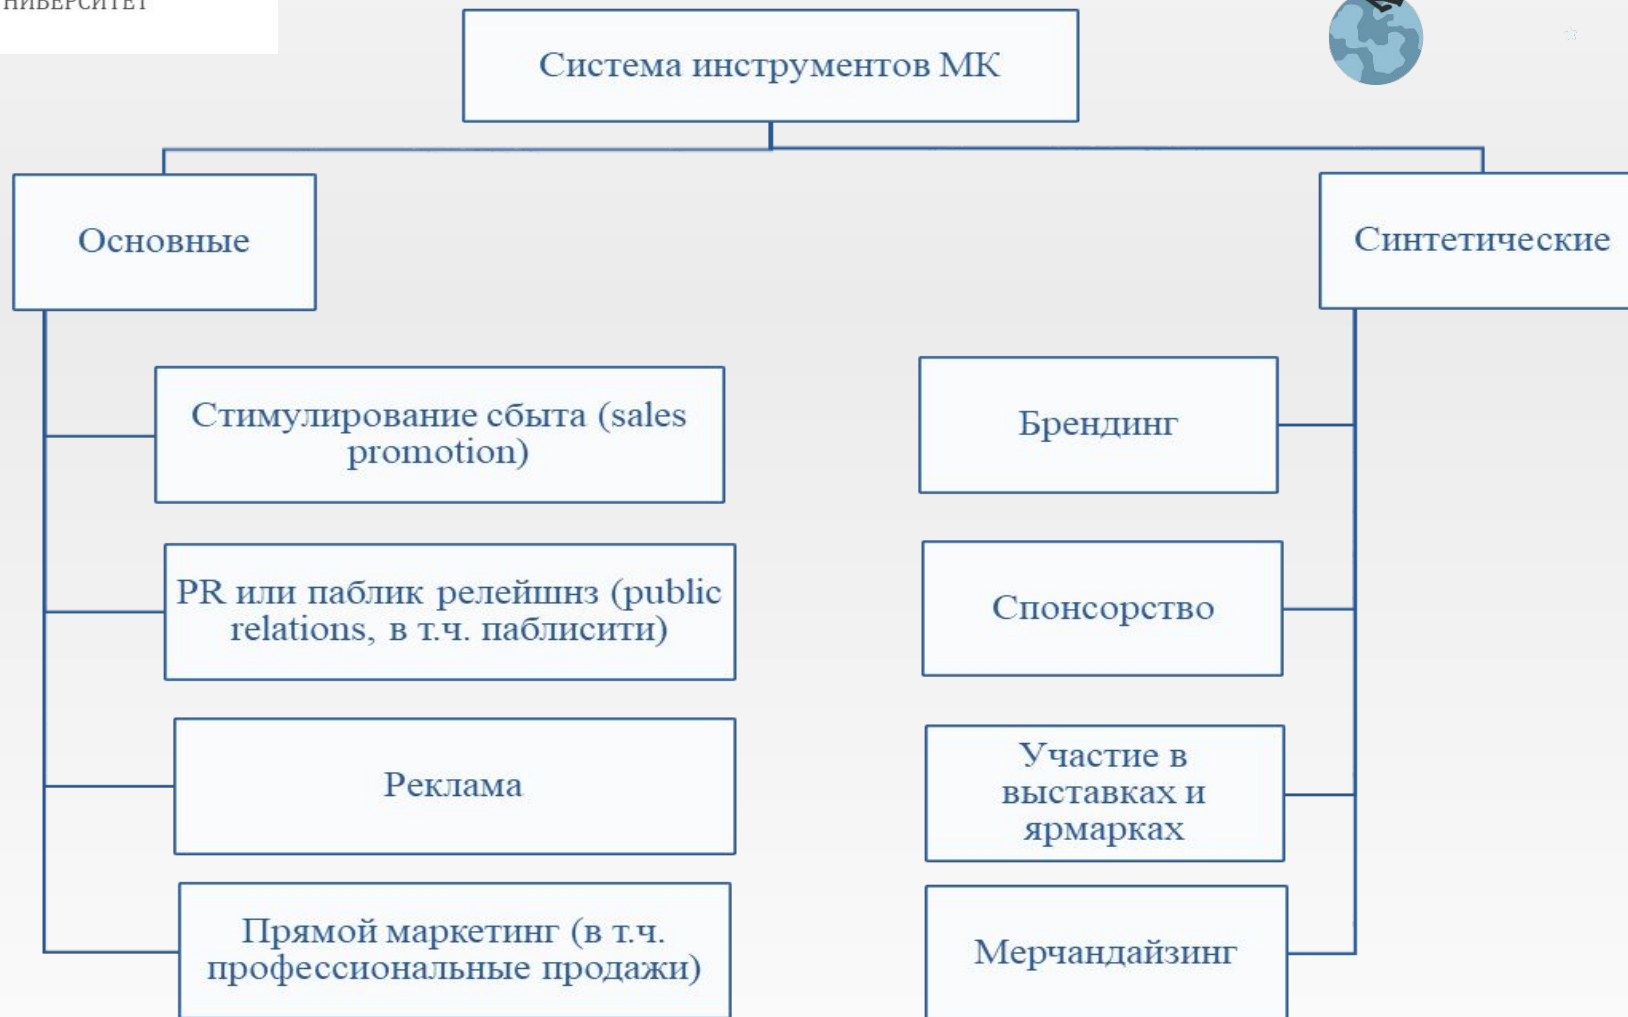 Система инструментов МК
Основные
Синтетические
Стимулирование сбыта (sales
promotion)
PR или паблик релейшнз (public
relations, в т.ч. паблисити)
Реклама
Прямой маркетинг (в т.ч.
профессиональные продажи)
Брендинг
Спонсорство
Участие в
выставках и
ярмарках
Мерчандайзинг